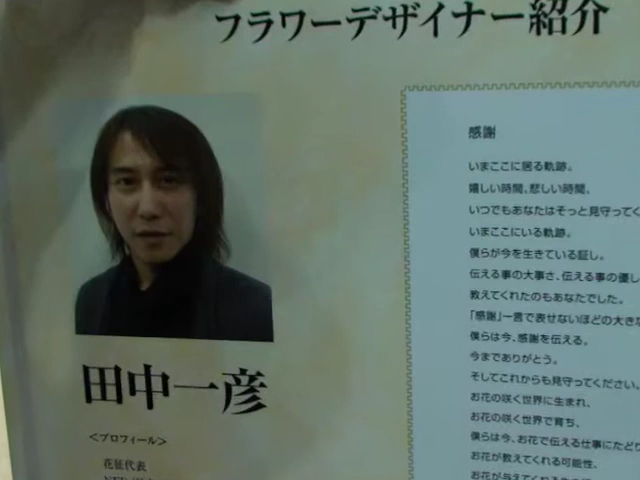 フラワーデザイナー紹介
田中一彦
<プロフィール>
花征代表
感謝
いまここに居る軌跡。
嬉しい時間、悲しい時間、
いつでもあなたはそっと見守ってく
いまここにいる軌跡。
僕らが今を生きている証し。
伝える事の大事さ、伝える事の優し
教えてくれたのもあなたでした。
「感謝」一言で表せないほどの大き
僕らは今、感謝を伝える。
今までありがとう。
そしてこれからも見守ってください。
お花の咲く世界に生まれ、
お花の咲く世界で育ち、
僕らは今、お花で伝える仕事にたどり
お花が教えてくれる可能性、